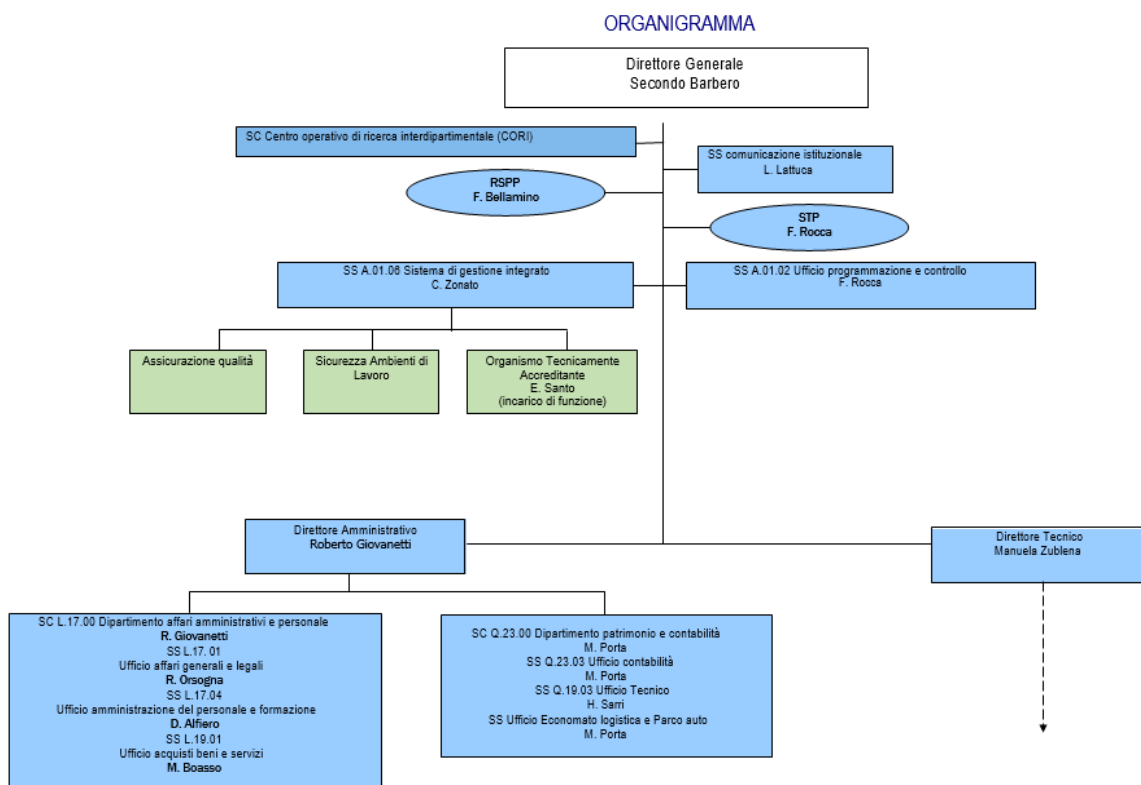 ORGANIGRAMMA
Direttore Generale
Secondo Barbero
SC Centro operativo di ricerca interdipartimentale (CORI)
SS comunicazione istituzionale
L. Lattuca
RSPP
F. Bellamino
STP
F. Rocca
SS A.01.06 Sistema di gestione integrato
C. Zonato
SS A.01.02 Ufficio programmazione e controllo
F. Rocca
Assicurazione qualità
Sicurezza Ambienti di
Lavoro
Organismo Tecnicamente
Accreditante
E. Santo
(incarico di funzione)
Direttore Amministrativo
Roberto Giovanetti
Direttore Tecnico
Manuela Zublena
SC L.17.00 Dipartimento affari amministrativi e personale
R. Giovanetti
SS L.17. 01
Ufficio affari generali e legali
R. Orsogna
SS L.17.04
Ufficio amministrazione del personale e formazione
D. Alfiero
SS L.19.01
Ufficio acquisti beni e servizi
M. Boasso
SC Q.23.00 Dipartimento patrimonio e contabilità
M. Porta
SS Q.23.03 Ufficio contabilità
M. Porta
SS Q.19.03 Ufficio Tecnico
H. Sarri
SS Ufficio Economato logistica e Parco auto
M. Porta